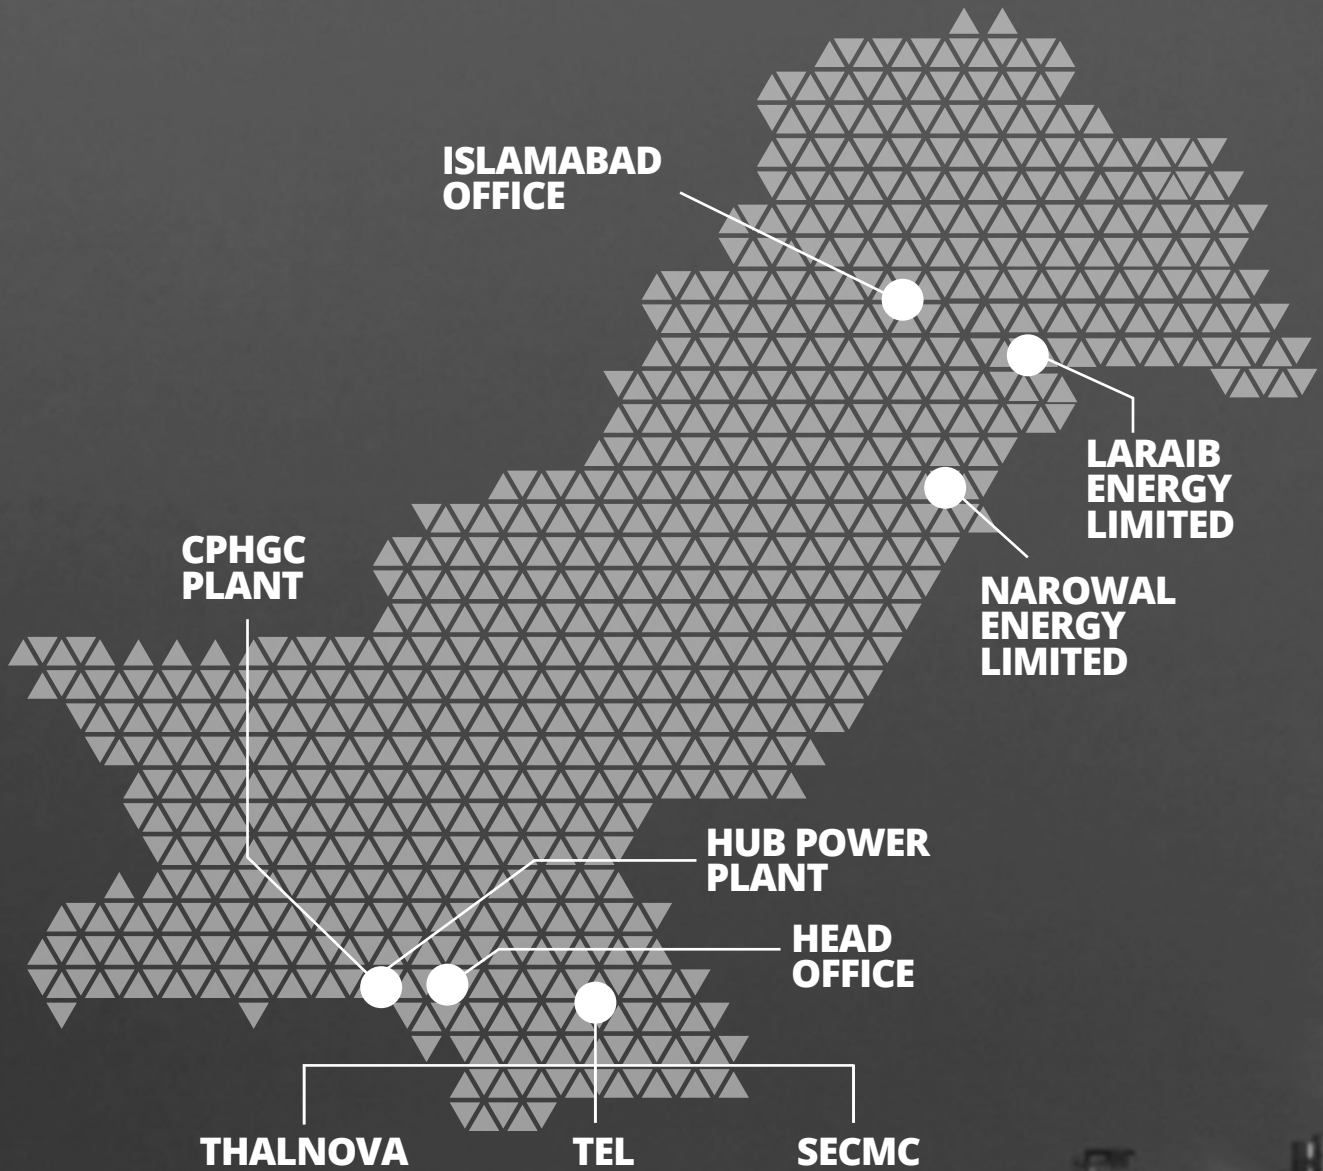 ISLAMABAD
OFFICE
LARAIB
ENERGY
LIMITED
CPHGC
PLANT
NAROWAL
ENERGY
LIMITED
HUB POWER
PLANT
HEAD
OFFICE
THALNOVA
TEL
SECMC